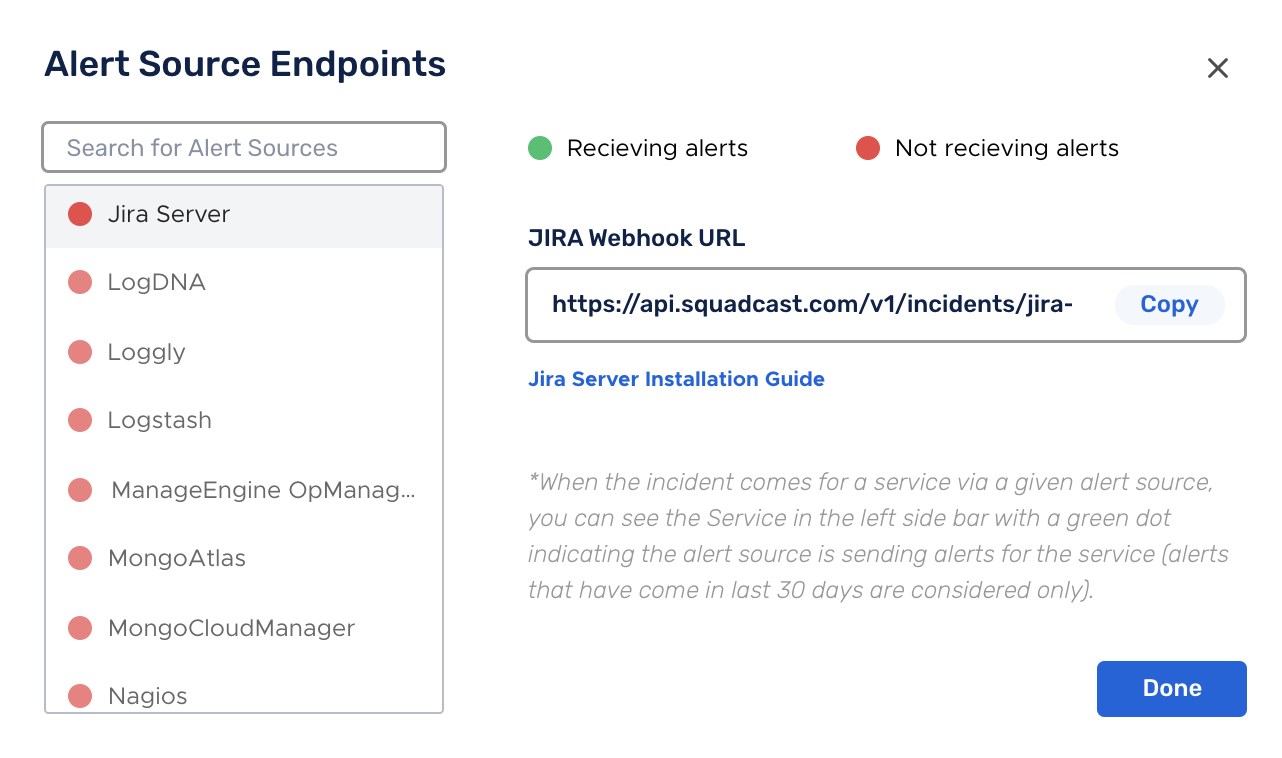 Alert Source Endpoints
Search for Alert Sources
Jira Server
LogDNA
Loggly
Logstash
ManageEngine OpManag...
MongoAtlas
MongoCloudManager
Nagios
Recieving alerts
Not recieving alerts
JIRA Webhook URL
https://api.squadcast.com/v1/incidents/jira-
Copy
Jira Server Installation Guide
*When the incident comes for a service via a given alert source,
you can see the Service in the left side bar with a green dot
indicating the alert source is sending alerts for the service (alerts
that have come in last 30 days are considered only).
Done